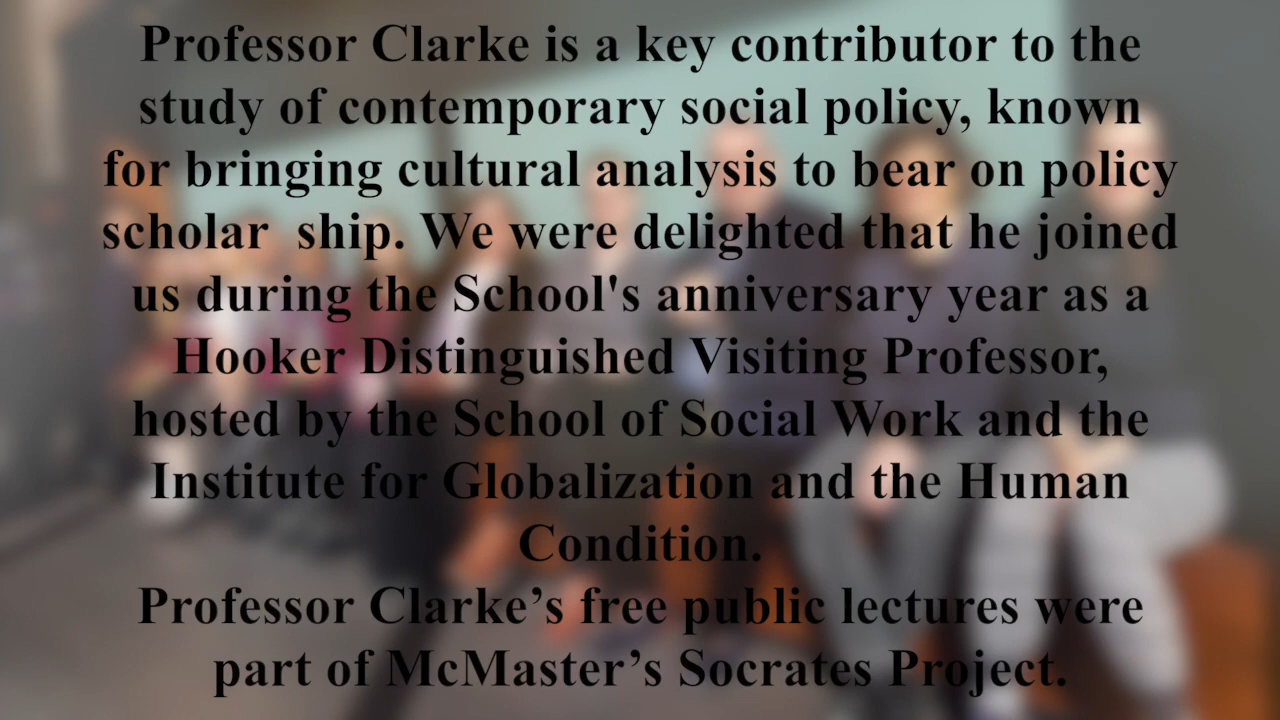 Professor Clarke is a key contributor to the
study of contemporary social policy, known
for bringing cultural analysis to bear on policy
scholar  ship. We were delighted that he joined
us during the School's anniversary year as a
Hooker Distinguished Visiting Professor,
hosted by the School of Social Work and the
Institute for Globalization and the Human
Condition.
Professor Clarke’s free public lectures were
part of McMaster’s Socrates Project.